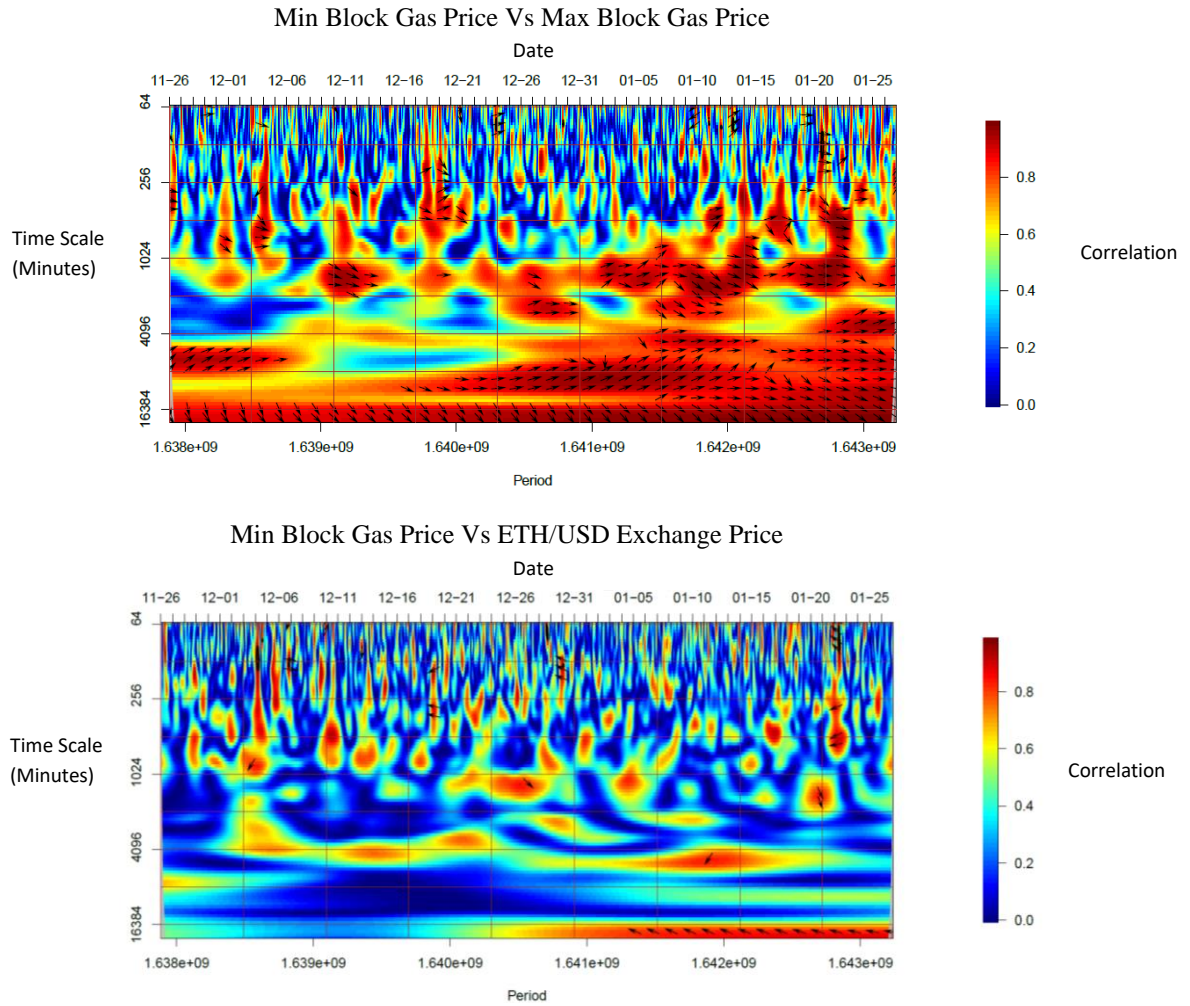 Min Block Gas Price Vs Max Block Gas Price
Date
11−26 12−01 12−06 12−11 12−16 12−21 12−26 12−31 01−05 01−10 01−15 01−20 01−25
64
256
1024
4096
16384
Time Scale
(Minutes)
0.8
0.6
0.4
0.2
0.0
Correlation
1.638e+09 1.639e+09 1.640e+09 1.641e+09 1.642e+09 1.643e+09
Period
Min Block Gas Price Vs ETH/USD Exchange Price
Date
11−26 12−01 12−06 12−11 12−16 12−21 12−26 12−31 01−05 01−10 01−15 01−20 01−25
64
256
1024
4096
16384
Time Scale
(Minutes)
0.8
0.6
0.4
0.2
0.0
Correlation
1.638e+09 1.639e+09 1.640e+09 1.641e+09 1.642e+09 1.643e+09
Period